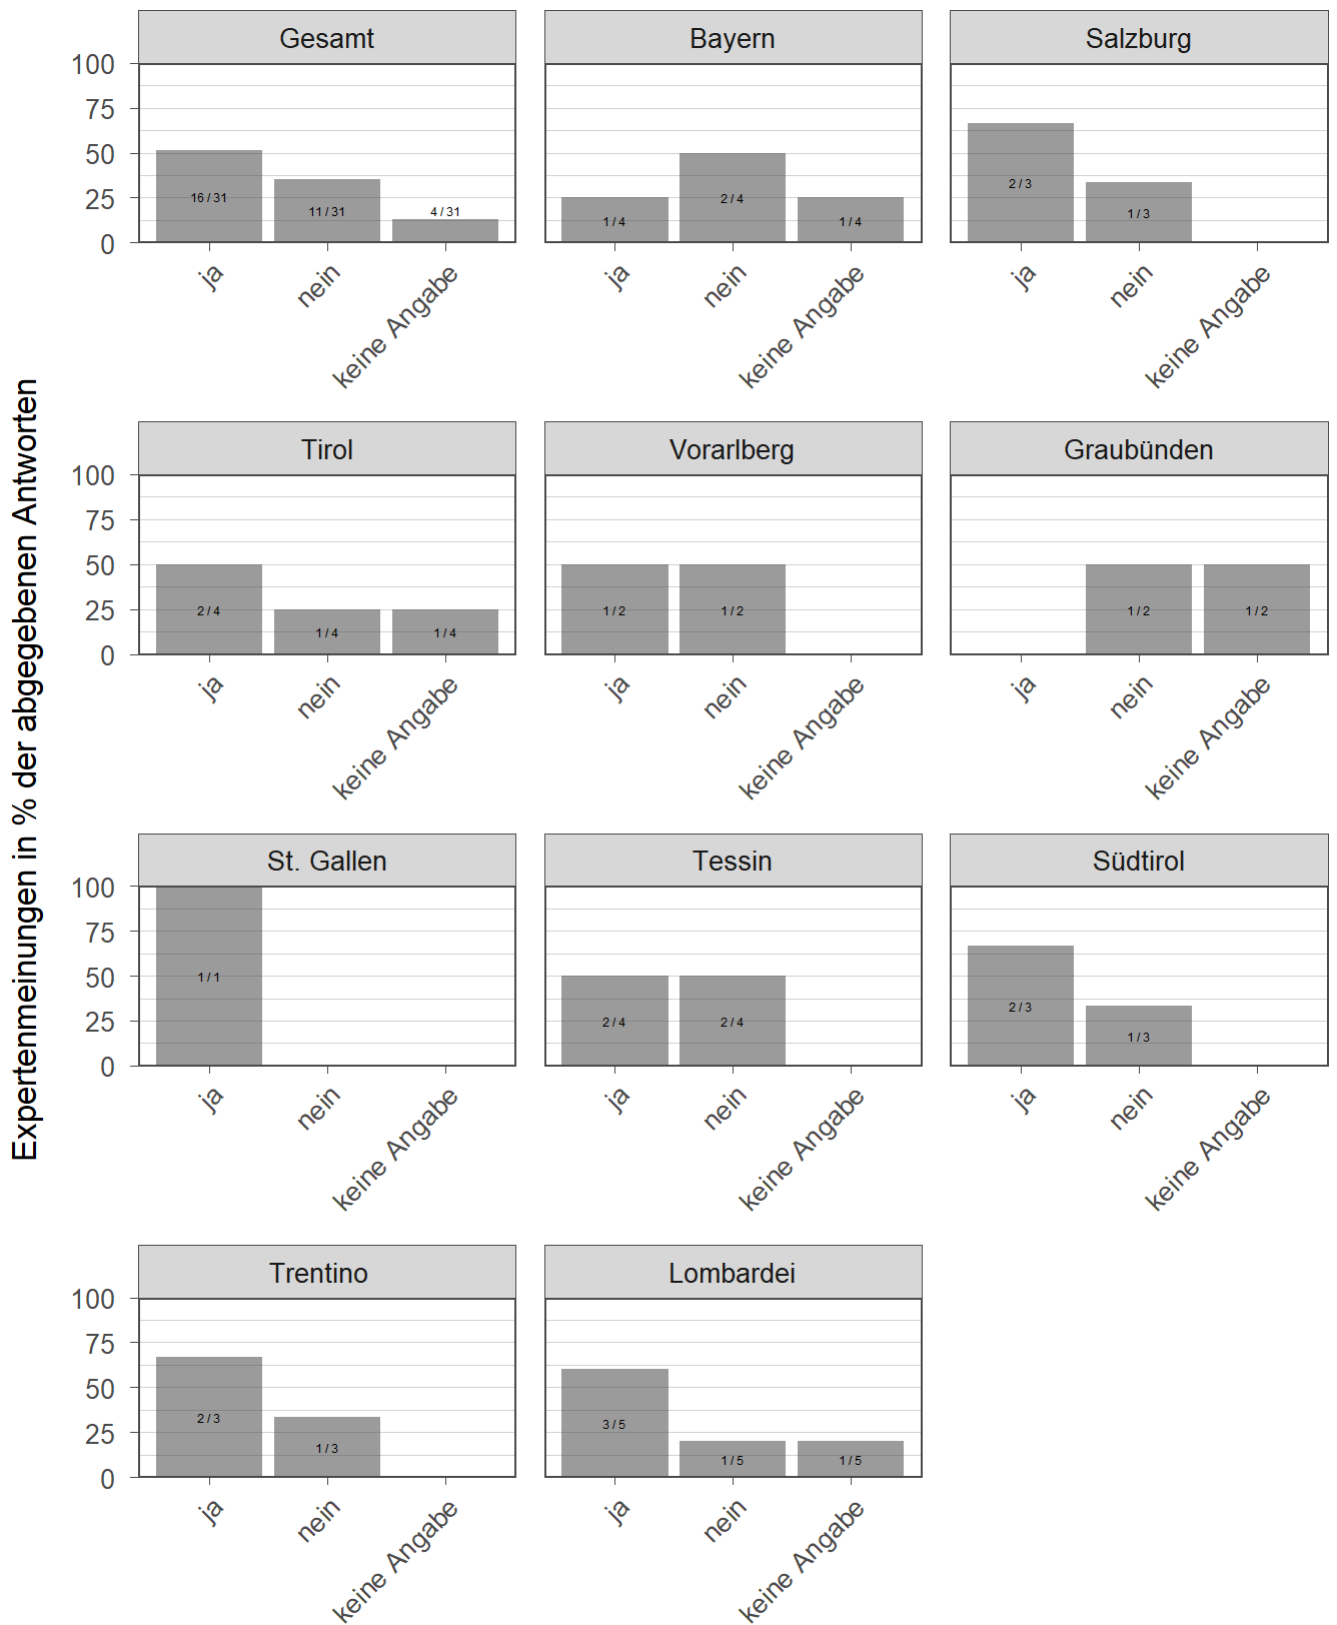 Expertenmeinungen in % der abgegebenen Antworten
Gesamt
100
75
50
25
0
16 / 31
11 / 31
4 / 31
ja
nein
keine Angabe
Bayern
1 / 4
2 / 4
1 / 4
ja
nein
keine Angabe
Salzburg
2 / 3
1 / 3
ja
nein
keine Angabe
Tirol
100
75
50
25
0
2 / 4
1 / 4
1 / 4
ja
nein
keine Angabe
Vorarlberg
1 / 2
1 / 2
ja
nein
keine Angabe
Graubünden
1 / 2
1 / 2
ja
nein
keine Angabe
St. Gallen
100
75
50
25
0
1 / 1
ja
nein
keine Angabe
Tessin
2 / 4
2 / 4
ja
nein
keine Angabe
Südtirol
2 / 3
1 / 3
ja
nein
keine Angabe
Trentino
100
75
50
25
0
2 / 3
1 / 3
ja
nein
keine Angabe
Lombardei
3 / 5
1 / 5
1 / 5
ja
nein
keine Angabe